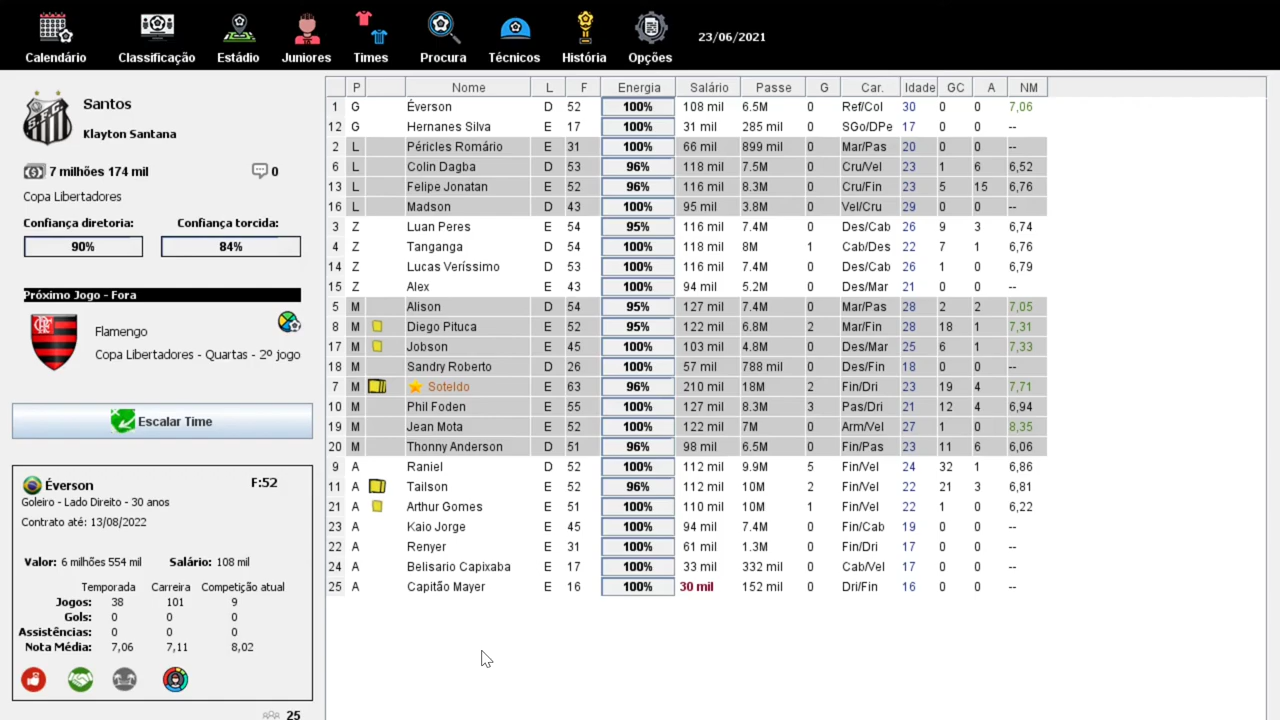 Calendário Classificação Estádio Juniores Times Procura Técnicos História Opções 23/06/2021
Santos
Klayton Santana
7 milhões 174 mil 0
Copa Libertadores
Confiança diretoria: Confiança torcida:
90% 84%
Próximo Jogo - Fora
Flamengo
Copa Libertadores - Quartas - 2º jogo
Escalar Time
Éverson F:52
Goleiro - Lado Direito - 30 anos
Contrato até: 13/08/2022
Valor: 6 milhões 554 mil Salário: 108 mil
Temporada Carreira Competição atual
Jogos: 38 101 9
Gols: 0 0 0
Assistências: 0 0 0
Nota Média: 7,06 7,11 8,02
25
P Nome L F Energia Salário Passe G Car. Idade GC A NM
1 G Éverson D 52 100% 108 mil 6.5M 0 Ref/Col 30 0 0 7,06
12 G Hernanes Silva E 17 100% 31 mil 285 mil 0 SGo/DPe 17 0 0 --
2 L Péricles Romário E 31 100% 66 mil 899 mil 0 Mar/Pas 20 0 0 --
6 L Colin Dagba D 53 96% 118 mil 7.5M 0 Cru/Vel 23 1 6 6,52
13 L Felipe Jonatan E 52 96% 116 mil 8.3M 0 Cru/Fin 23 5 15 6,76
16 L Madson D 43 100% 95 mil 3.8M 0 Vel/Cru 29 0 0 --
3 Z Luan Peres E 54 95% 116 mil 7.4M 0 Des/Cab 26 9 3 6,74
4 Z Tanganga D 54 100% 118 mil 8M 1 Cab/Des 22 7 1 6,76
14 Z Lucas Veríssimo D 53 100% 116 mil 7.4M 0 Des/Cab 26 1 0 6,79
15 Z Alex E 43 100% 94 mil 5.2M 0 Des/Mar 21 0 0 --
5 M Alison D 54 95% 127 mil 7.4M 0 Mar/Pas 28 2 2 7,05
8 M Diego Pituca E 52 95% 122 mil 6.8M 2 Mar/Fin 28 18 1 7,31
17 M Jobson E 45 100% 103 mil 4.8M 0 Des/Mar 25 6 1 7,33
18 M Sandry Roberto D 26 100% 57 mil 788 mil 0 Des/Fin 18 0 0 --
7 M Soteldo E 63 96% 210 mil 18M 2 Fin/Dri 23 19 4 7,71
10 M Phil Foden E 55 100% 127 mil 8.3M 3 Pas/Dri 21 12 4 6,94
19 M Jean Mota E 52 100% 122 mil 7M 0 Arm/Vel 27 1 0 8,35
20 M Thonny Anderson D 51 96% 98 mil 6.5M 0 Fin/Pas 23 11 6 6,06
9 A Raniel D 52 100% 112 mil 9.9M 5 Fin/Vel 24 32 1 6,86
11 A Tailson E 52 96% 112 mil 10M 2 Fin/Vel 22 21 3 6,81
21 A Arthur Gomes E 51 100% 110 mil 10M 1 Fin/Vel 22 1 0 6,22
23 A Kaio Jorge E 45 100% 94 mil 7.4M 0 Fin/Cab 19 0 0 --
22 A Renyer E 31 100% 61 mil 1.3M 0 Fin/Dri 17 0 0 --
24 A Belisario Capixaba E 17 100% 33 mil 332 mil 0 Cab/Vel 17 0 0 --
25 A Capitão Mayer E 16 100% 30 mil 152 mil 0 Dri/Fin 16 0 0 --